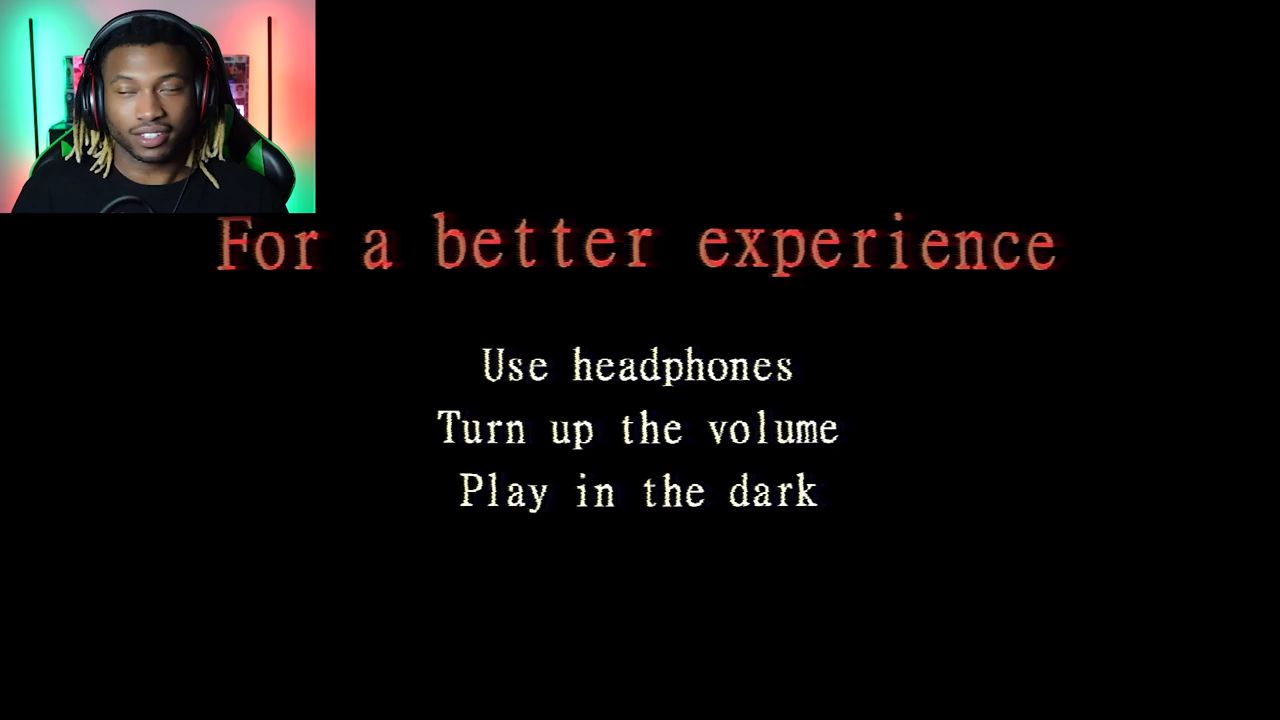 For a better experience
Use headphones
Turn up the volume
Play in the dark